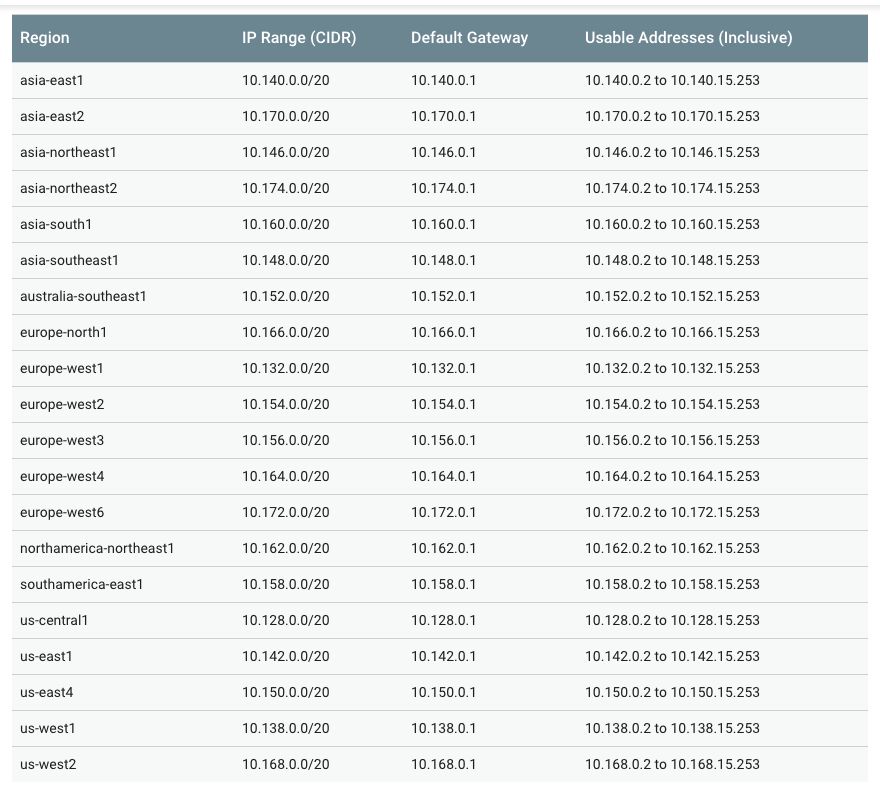 Region IP Range (CIDR) Default Gateway Usable Addresses (Inclusive)
asia-east1 10.140.0.0/20 10.140.0.1 10.140.0.2 to 10.140.15.253
asia-east2 10.170.0.0/20 10.170.0.1 10.170.0.2 to 10.170.15.253
asia-northeast1 10.146.0.0/20 10.146.0.1 10.146.0.2 to 10.146.15.253
asia-northeast2 10.174.0.0/20 10.174.0.1 10.174.0.2 to 10.174.15.253
asia-south1 10.160.0.0/20 10.160.0.1 10.160.0.2 to 10.160.15.253
asia-southeast1 10.148.0.0/20 10.148.0.1 10.148.0.2 to 10.148.15.253
australia-southeast1 10.152.0.0/20 10.152.0.1 10.152.0.2 to 10.152.15.253
europe-north1 10.166.0.0/20 10.166.0.1 10.166.0.2 to 10.166.15.253
europe-west1 10.132.0.0/20 10.132.0.1 10.132.0.2 to 10.132.15.253
europe-west2 10.154.0.0/20 10.154.0.1 10.154.0.2 to 10.154.15.253
europe-west3 10.156.0.0/20 10.156.0.1 10.156.0.2 to 10.156.15.253
europe-west4 10.164.0.0/20 10.164.0.1 10.164.0.2 to 10.164.15.253
europe-west6 10.172.0.0/20 10.172.0.1 10.172.0.2 to 10.172.15.253
northamerica-northeast1 10.162.0.0/20 10.162.0.1 10.162.0.2 to 10.162.15.253
southamerica-east1 10.158.0.0/20 10.158.0.1 10.158.0.2 to 10.158.15.253
us-central1 10.128.0.0/20 10.128.0.1 10.128.0.2 to 10.128.15.253
us-east1 10.142.0.0/20 10.142.0.1 10.142.0.2 to 10.142.15.253
us-east4 10.150.0.0/20 10.150.0.1 10.150.0.2 to 10.150.15.253
us-west1 10.138.0.0/20 10.138.0.1 10.138.0.2 to 10.138.15.253
us-west2 10.168.0.0/20 10.168.0.1 10.168.0.2 to 10.168.15.253